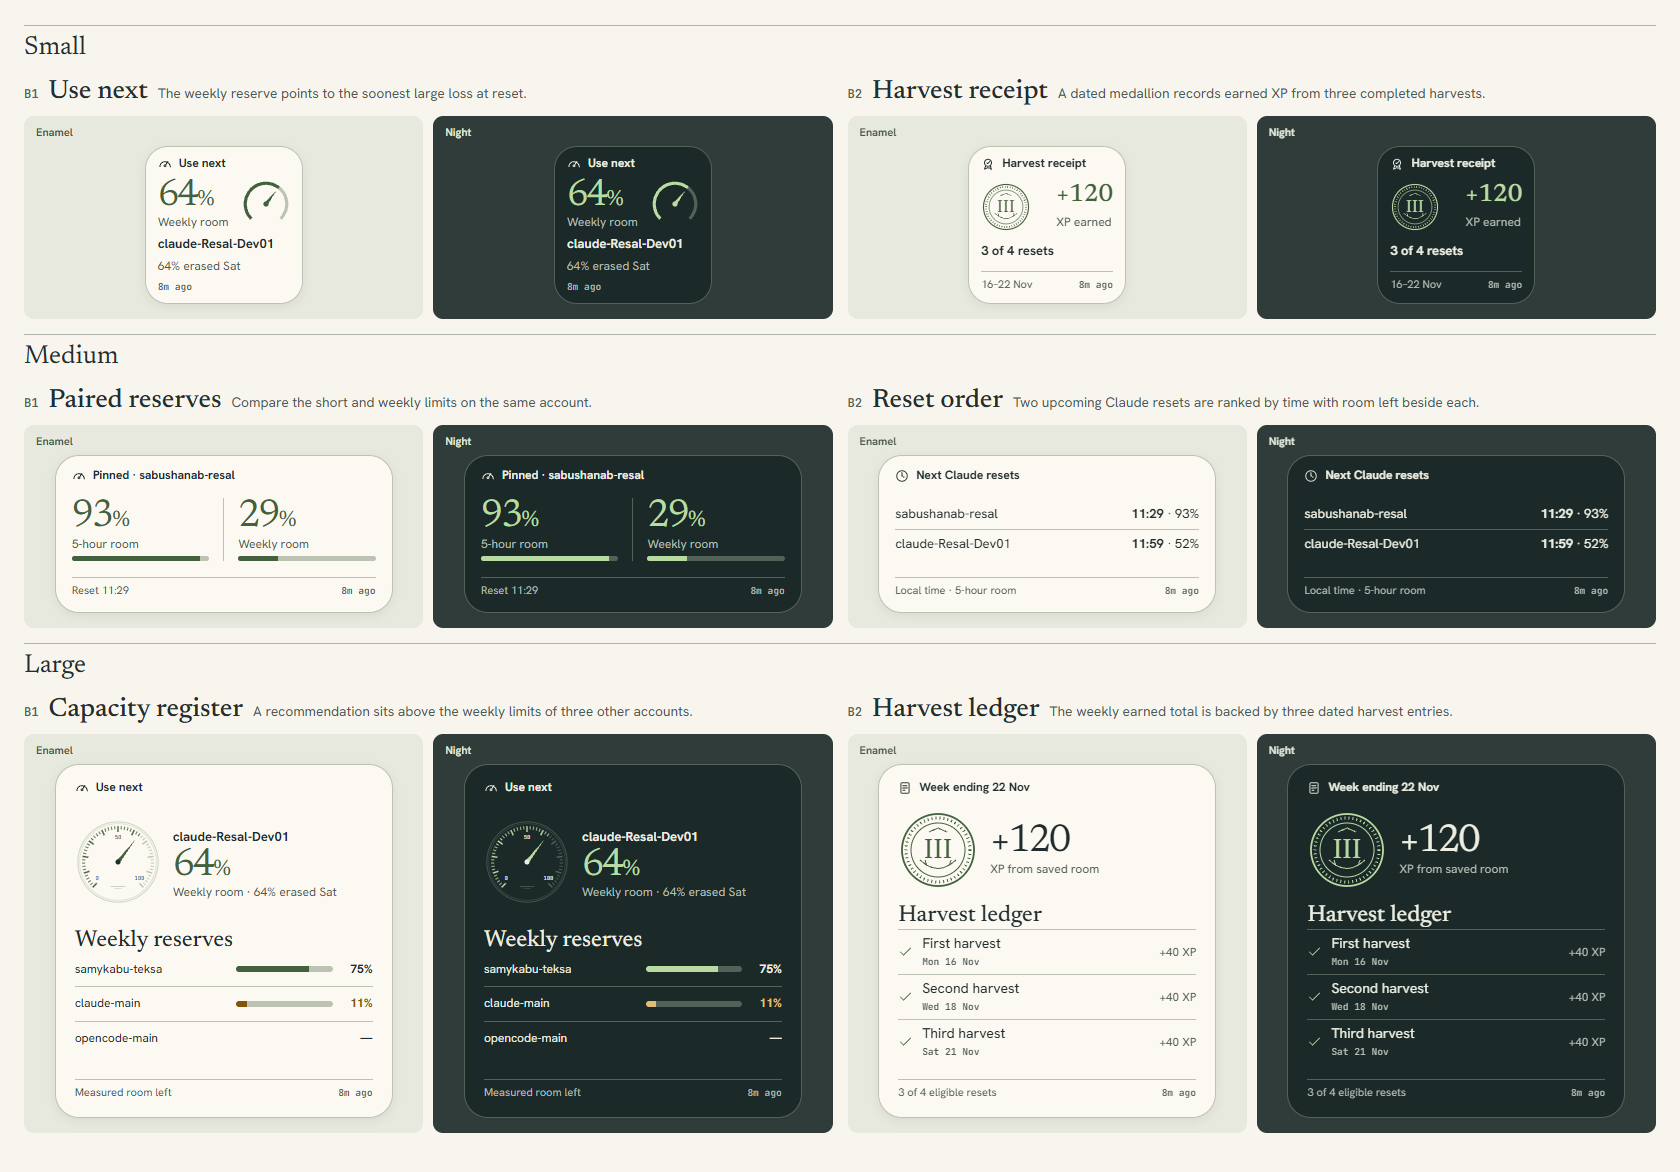 Small
B1 Use next The weekly reserve points to the soonest large loss at reset.
Enamel
Use next
64%
Weekly room
claude-Resal-Dev01
64% erased Sat
8m ago
Night
Use next
64%
Weekly room
claude-Resal-Dev01
64% erased Sat
8m ago
B2 Harvest receipt A dated medallion records earned XP from three completed harvests.
Enamel
Harvest receipt
III
+120
XP earned
3 of 4 resets
16–22 Nov 8m ago
Night
Harvest receipt
III
+120
XP earned
3 of 4 resets
16–22 Nov 8m ago
Medium
B1 Paired reserves Compare the short and weekly limits on the same account.
Enamel
Pinned · sabushanab-resal
93% 29%
5-hour room Weekly room
Reset 11:29 8m ago
Night
Pinned · sabushanab-resal
93% 29%
5-hour room Weekly room
Reset 11:29 8m ago
B2 Reset order Two upcoming Claude resets are ranked by time with room left beside each.
Enamel
Next Claude resets
sabushanab-resal 11:29 · 93%
claude-Resal-Dev01 11:59 · 52%
Local time · 5-hour room 8m ago
Night
Next Claude resets
sabushanab-resal 11:29 · 93%
claude-Resal-Dev01 11:59 · 52%
Local time · 5-hour room 8m ago
Large
B1 Capacity register A recommendation sits above the weekly limits of three other accounts.
Enamel
Use next
50
0 100
claude-Resal-Dev01
64%
Weekly room · 64% erased Sat
Weekly reserves
samykabu-teksa 75%
claude-main 11%
opencode-main —
Measured room left 8m ago
Night
Use next
50
0 100
claude-Resal-Dev01
64%
Weekly room · 64% erased Sat
Weekly reserves
samykabu-teksa 75%
claude-main 11%
opencode-main —
Measured room left 8m ago
B2 Harvest ledger The weekly earned total is backed by three dated harvest entries.
Enamel
Week ending 22 Nov
III
+120
XP from saved room
Harvest ledger
First harvest +40 XP
Mon 16 Nov
Second harvest +40 XP
Wed 18 Nov
Third harvest +40 XP
Sat 21 Nov
3 of 4 eligible resets 8m ago
Night
Week ending 22 Nov
III
+120
XP from saved room
Harvest ledger
First harvest +40 XP
Mon 16 Nov
Second harvest +40 XP
Wed 18 Nov
Third harvest +40 XP
Sat 21 Nov
3 of 4 eligible resets 8m ago